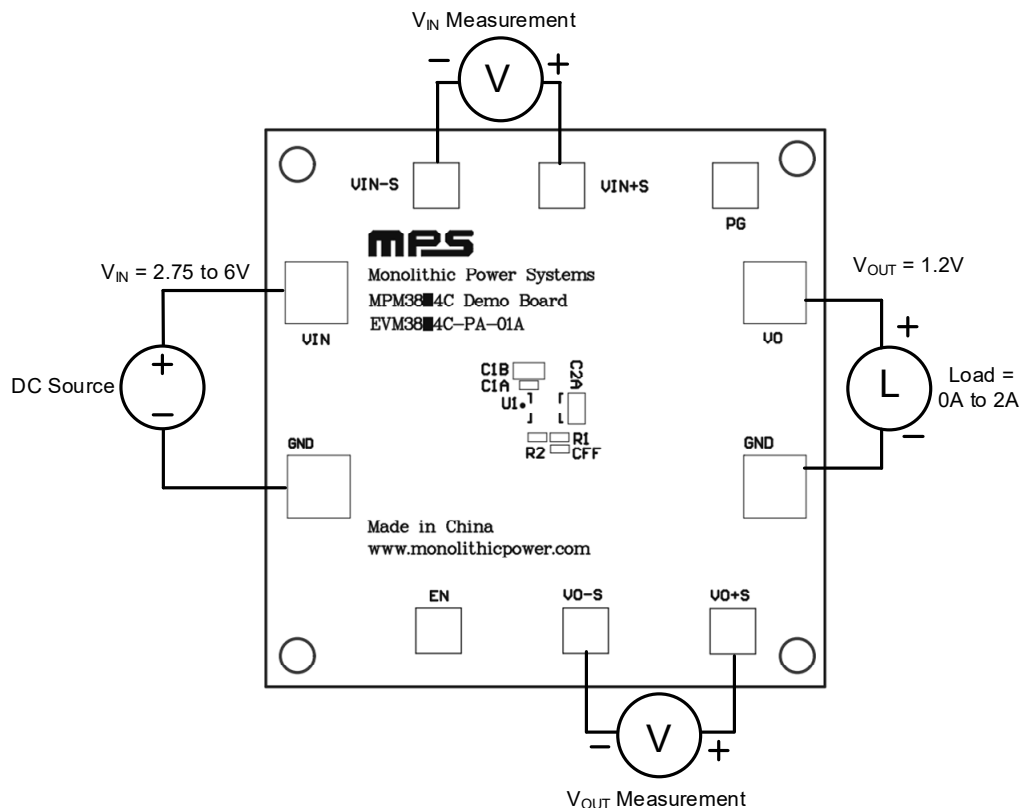 V_IN Measurement
− V +
VIN-S
VIN+S
PG
MPS
Monolithic Power Systems
Demo Board
V_IN = 2.75 to 6V
VIN
V_OUT = 1.2V
VO
DC Source
+
−
C1B
C1A
U1
C2A
R1
R2
CFF
+
L
−
Load =
0A to 2A
GND
GND
Made in China
www.monolithicpower.com
EN
VO-S
VO+S
− V +
V_OUT Measurement